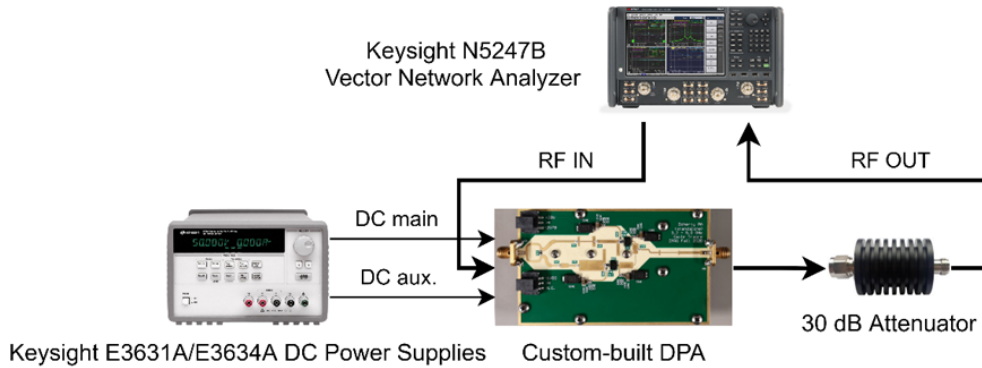 Keysight N5247B
Vector Network Analyzer
RF IN
RF OUT
DC main
DC aux.
30 dB Attenuator
Keysight E3631A/E3634A DC Power Supplies
Custom-built DPA